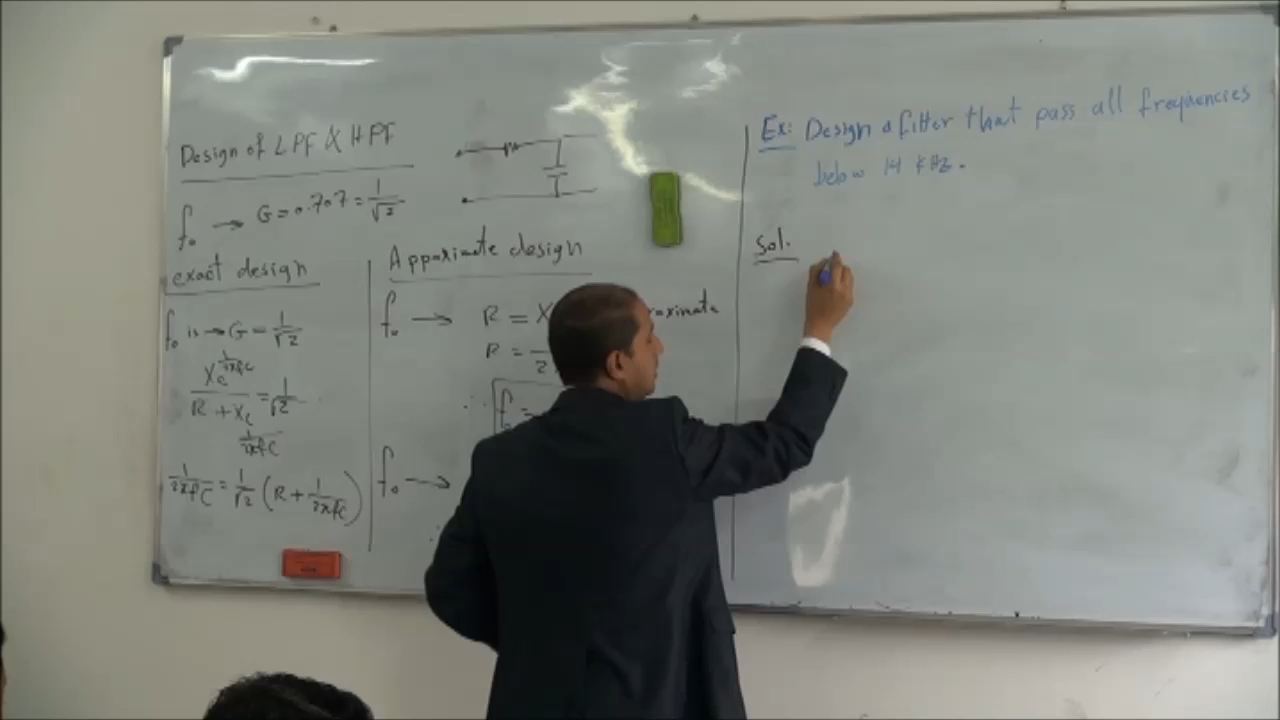 Design of LPF & HPF
f₀ → G=0.707=1/√2
exact design
f₀ is → G=1/√2
Xc/(R+Xc)=1/√2
1/2πfC
1/2πfC = 1/√2 (R+1/2πfC)
Approximate design
f₀ → R = X
R =
∴ f₀ =
f₀ →
Ex: Design a filter that pass all frequencies
below 14 kHz.
Sol.